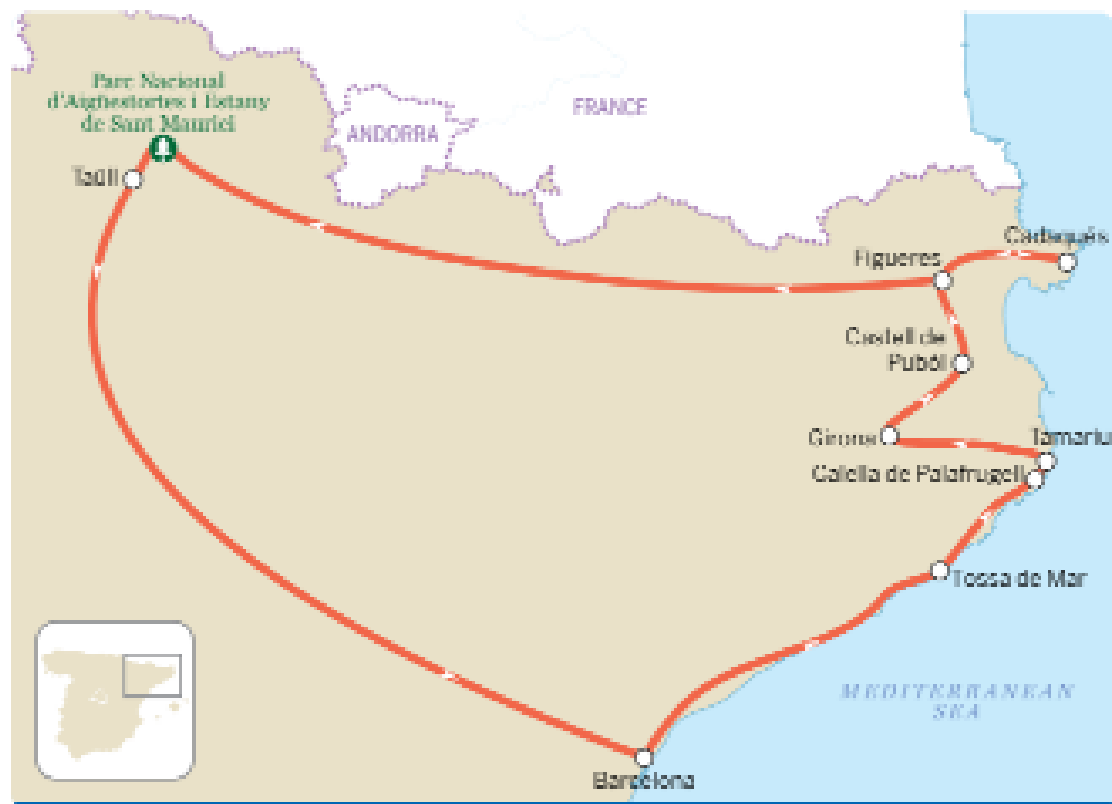 Parc Nacional
d'Aigüestortes i Estany
de Sant Maurici
FRANCE
ANDORRA
Taüll
Cadaqués
Figueres
Castell de
Púbol
Girona
Tamariu
Calella de Palafrugell
Tossa de Mar
MEDITERRANEAN
SEA
Barcelona